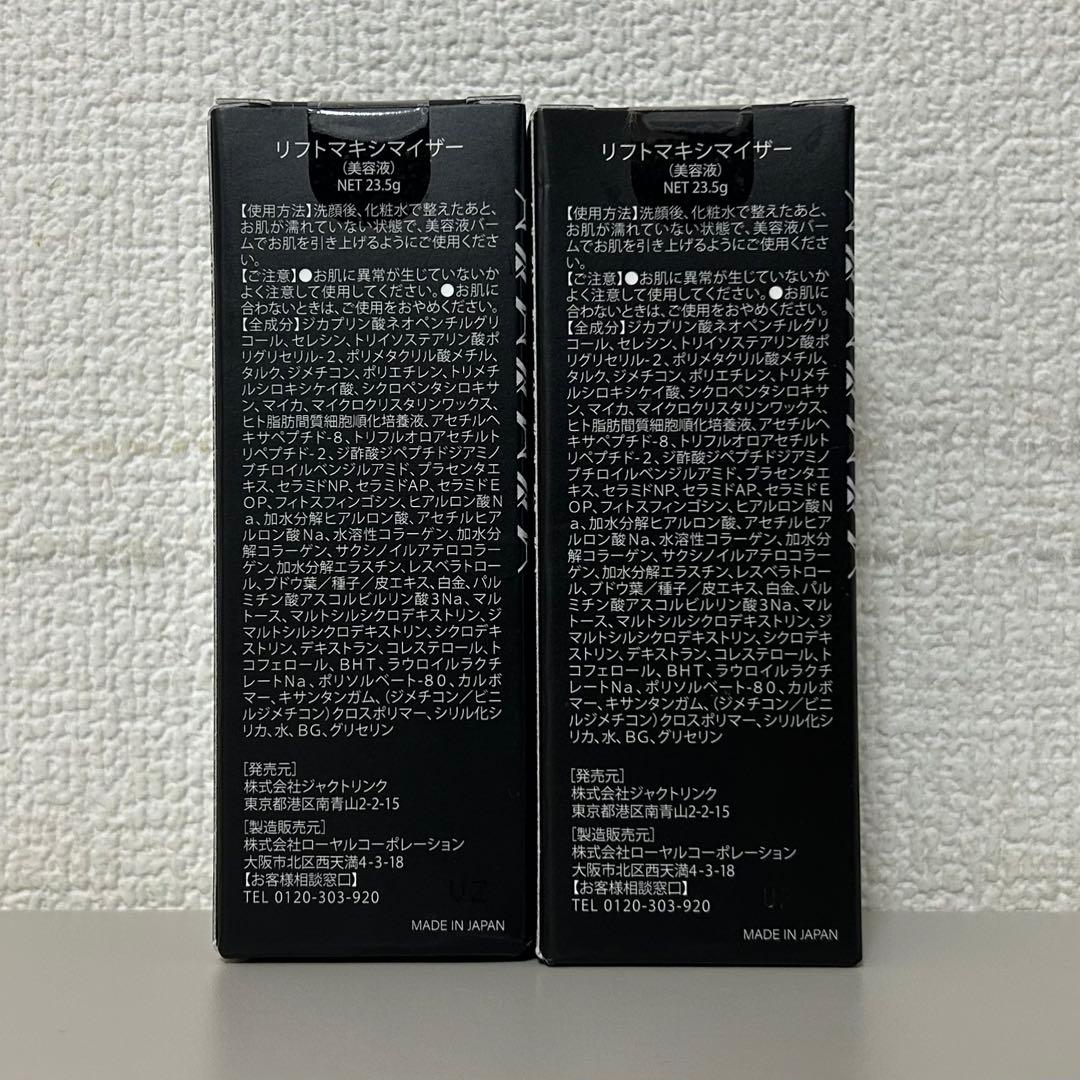 リフトマキシマイザー
(美容液)
NET 23.5g
【使用方法】洗顔後、化粧水で整えたあと、
お肌が濡れていない状態で、美容液バー
ムでお肌を引き上げるようにご使用くださ
い。
【ご注意】●お肌に異常が生じていないか
よく注意して使用してください。●お肌に
合わないときは、ご使用をおやめください。
【全成分】ジカプリン酸ネオペンチルグリ
コール、セレシン、トリイソステアリン酸ポ
リグリセリル-2、ポリメタクリル酸メチル、
タルク、ジメチコン、ポリエチレン、トリメチ
ルシロキシケイ酸、シクロペンタシロキサ
ン、マイカ、マイクロクリスタリンワックス、
ヒト脂肪間質細胞順化培養液、アセチルヘ
キサペプチド-8、トリフルオロアセチルト
リペプチド-2、ジ酢酸ジペプチドジアミノ
ブチロイルベンジルアミド、プラセンタエ
キス、セラミドNP、セラミドAP、セラミドE
OP、フィトスフィンゴシン、ヒアルロン酸N
a、加水分解ヒアルロン酸、アセチルヒア
ルロン酸Na、水溶性コラーゲン、加水分
解コラーゲン、サクシノイルアテロコラー
ゲン、加水分解エラスチン、レスベラトロー
ル、ブドウ葉/種子/皮エキス、白金、パル
ミチン酸アスコルビルリン酸3Na、マル
トース、マルトシルシクロデキストリン、ジ
マルトシルシクロデキストリン、シクロデキ
ストリン、デキストラン、コレステロール、ト
コフェロール、BHT、ラウロイルラクチ
レートNa、ポリソルベート-80、カルボ
マー、キサンタンガム、(ジメチコン/ビニ
ルジメチコン)クロスポリマー、シリル化シ
リカ、水、BG、グリセリン
[発売元]
株式会社ジャクトリンク
東京都港区南青山2-2-15
[製造販売元]
株式会社ローヤルコーポレーション
大阪市北区西天満4-3-18
【お客様相談窓口】
TEL 0120-303-920
UZ
MADE IN JAPAN
リフトマキシマイザー
(美容液)
NET 23.5g
【使用方法】洗顔後、化粧水で整えたあと、
お肌が濡れていない状態で、美容液バー
ムでお肌を引き上げるようにご使用くださ
い。
【ご注意】●お肌に異常が生じていないか
よく注意して使用してください。●お肌に
合わないときは、ご使用をおやめください。
【全成分】ジカプリン酸ネオペンチルグリ
コール、セレシン、トリイソステアリン酸ポ
リグリセリル-2、ポリメタクリル酸メチル、
タルク、ジメチコン、ポリエチレン、トリメチ
ルシロキシケイ酸、シクロペンタシロキサ
ン、マイカ、マイクロクリスタリンワックス、
ヒト脂肪間質細胞順化培養液、アセチルヘ
キサペプチド-8、トリフルオロアセチルト
リペプチド-2、ジ酢酸ジペプチドジアミノ
ブチロイルベンジルアミド、プラセンタエ
キス、セラミドNP、セラミドAP、セラミドE
OP、フィトスフィンゴシン、ヒアルロン酸N
a、加水分解ヒアルロン酸、アセチルヒア
ルロン酸Na、水溶性コラーゲン、加水分
解コラーゲン、サクシノイルアテロコラー
ゲン、加水分解エラスチン、レスベラトロー
ル、ブドウ葉/種子/皮エキス、白金、パル
ミチン酸アスコルビルリン酸3Na、マルト
ース、マルトシルシクロデキストリン、ジ
マルトシルシクロデキストリン、シクロデキ
ストリン、デキストラン、コレステロール、ト
コフェロール、BHT、ラウロイルラクチ
レートNa、ポリソルベート-80、カルボ
マー、キサンタンガム、(ジメチコン/ビニ
ルジメチコン)クロスポリマー、シリル化シ
リカ、水、BG、グリセリン
[発売元]
株式会社ジャクトリンク
東京都港区南青山2-2-15
[製造販売元]
株式会社ローヤルコーポレーション
大阪市北区西天満4-3-18
【お客様相談窓口】
TEL 0120-303-920
MADE IN JAPAN